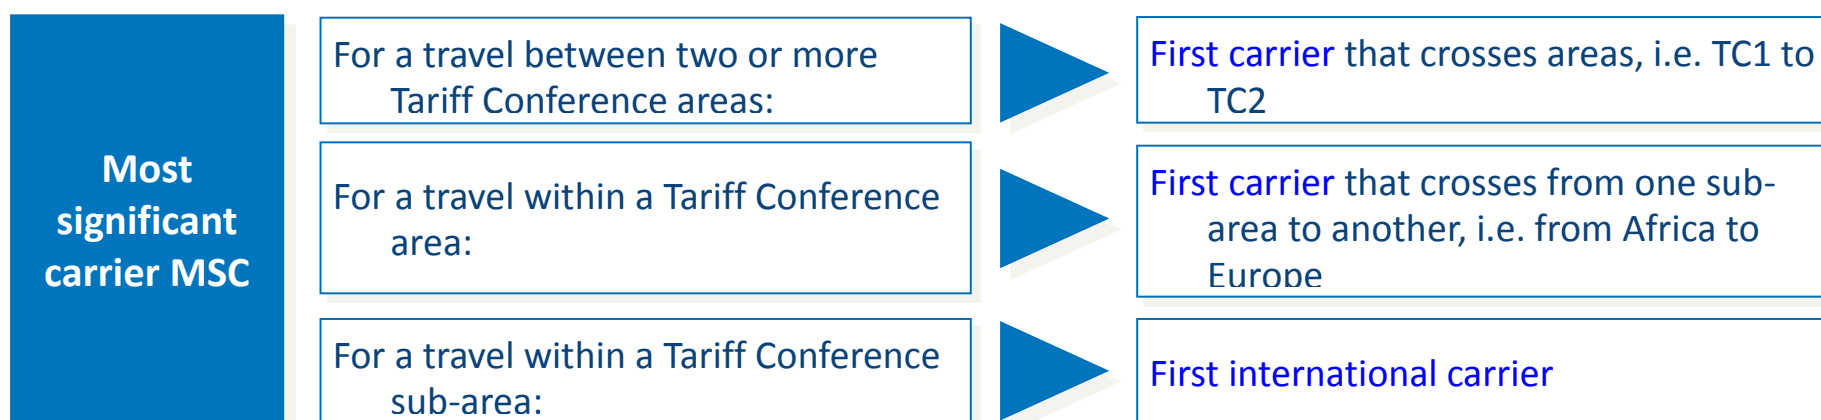 Most
significant
carrier MSC
For a travel between two or more
Tariff Conference areas:
First carrier that crosses areas, i.e. TC1 to
TC2
For a travel within a Tariff Conference
area:
First carrier that crosses from one sub-
area to another, i.e. from Africa to
Europe
For a travel within a Tariff Conference
sub-area:
First international carrier